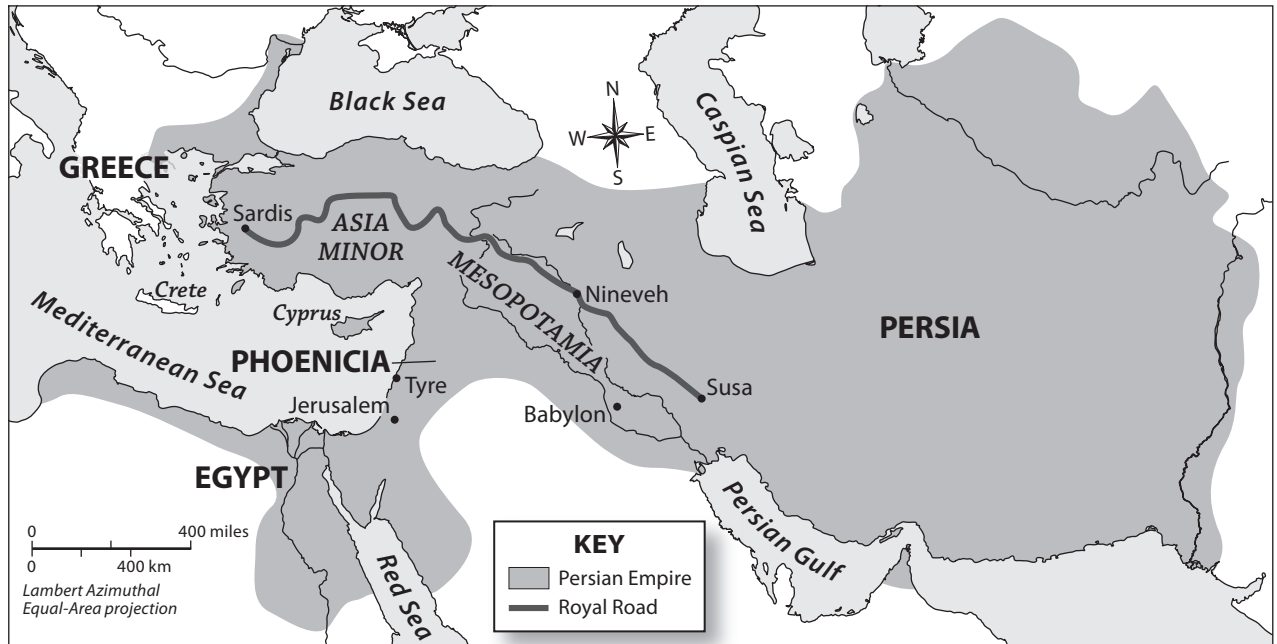 Black Sea
N
W
E
S
Caspian Sea
GREECE
Sardis
ASIA
MINOR
MESOPOTAMIA
Nineveh
Crete
Cyprus
Mediterranean Sea
PERSIA
PHOENICIA
Tyre
Susa
Jerusalem
Babylon
EGYPT
Persian Gulf
Red Sea
0
400 miles
0
400 km
Lambert Azimuthal
Equal-Area projection
KEY
Persian Empire
Royal Road